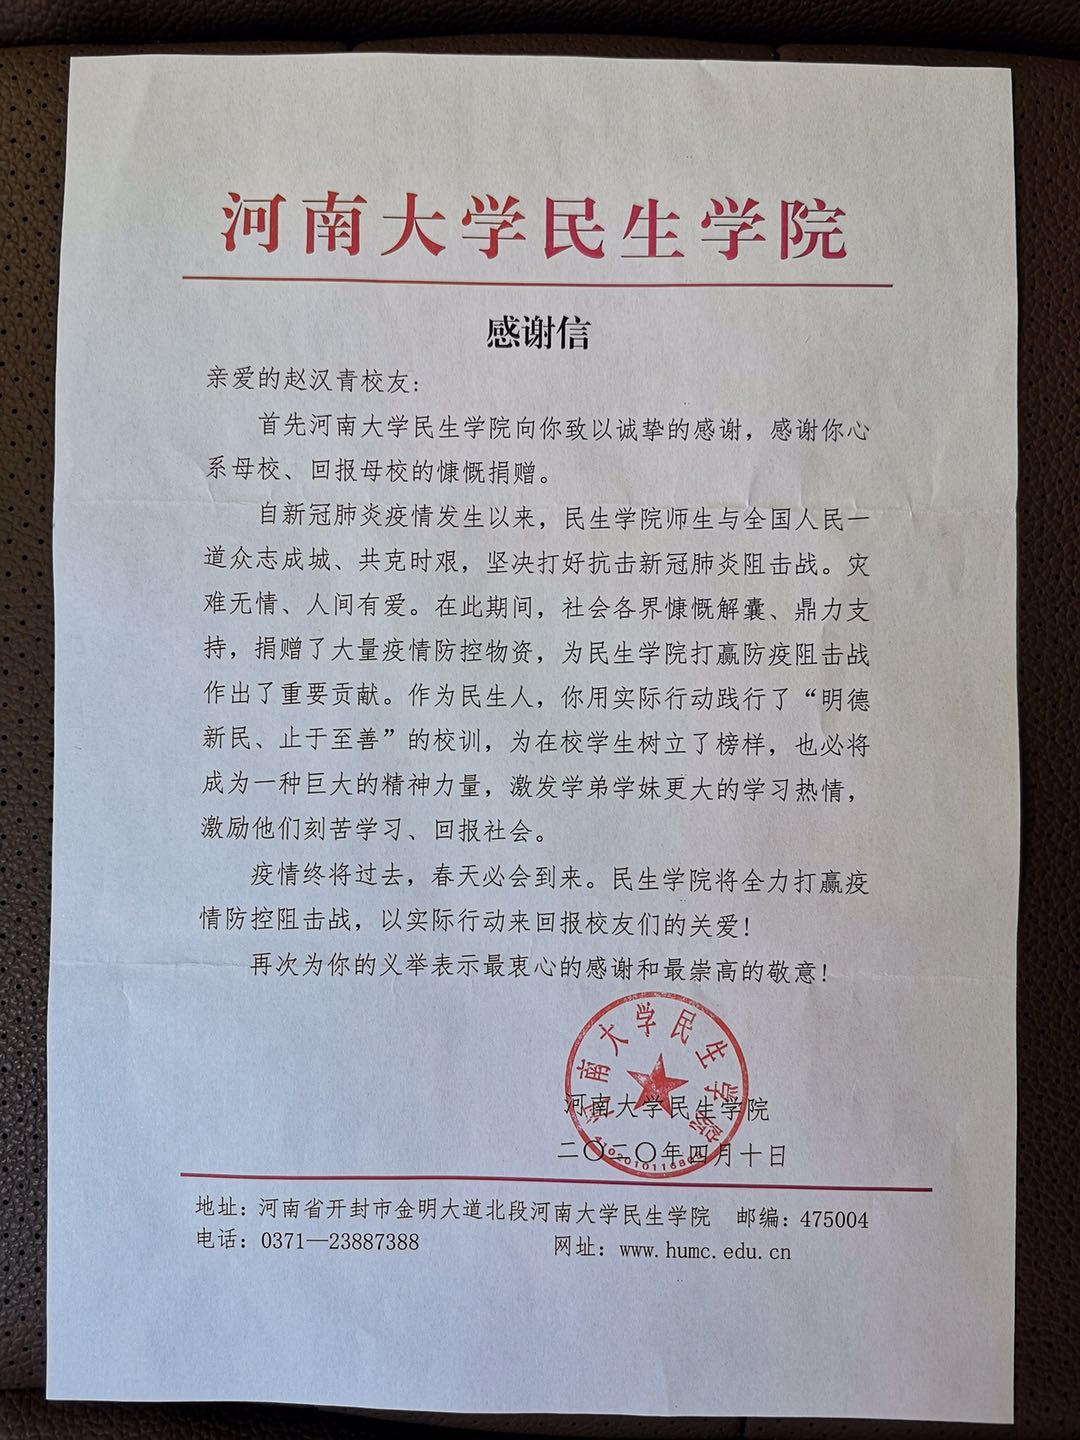 河南大学民生学院
感谢信
亲爱的赵汉青校友:
首先河南大学民生学院向你致以诚挚的感谢，感谢你心
系母校、回报母校的慷慨捐赠。
自新冠肺炎疫情发生以来，民生学院师生与全国人民一
道众志成城、共克时艰，坚决打好抗击新冠肺炎阻击战。灾
难无情、人间有爱。在此期间，社会各界慷慨解囊、鼎力支
持，捐赠了大量疫情防控物资，为民生学院打赢防疫阻击战
作出了重要贡献。作为民生人，你用实际行动践行了“明德
新民、止于至善”的校训，为在校学生树立了榜样，也必将
成为一种巨大的精神力量，激发学弟学妹更大的学习热情，
激励他们刻苦学习、回报社会。
疫情终将过去，春天必会到来。民生学院将全力打赢疫
情防控阻击战，以实际行动来回报校友们的关爱!
再次为你的义举表示最衷心的感谢和最崇高的敬意!
河南大学民生学院
河南大学民生学院
二〇二〇年四月十日
地址: 河南省开封市金明大道北段河南大学民生学院 邮编: 475004
电话: 0371—23887388 网址: www.humc.edu.cn